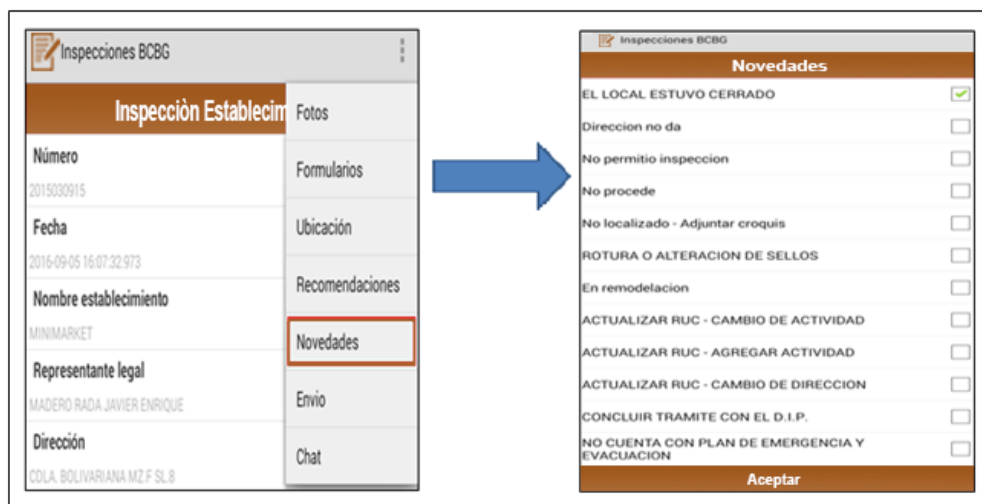 Inspecciones BCBG
Inspecciòn Establecim
Número
2015030915
Fecha
2016-09-05 16:07:32.973
Nombre establecimiento
MINIMARKET
Representante legal
MADERO RADA JAVIER ENRIQUE
Dirección
CDLA. BOLIVARIANA MZ.F SL.8
Fotos
Formularios
Ubicación
Recomendaciones
Novedades
Envio
Chat
Inspecciones BCBG
Novedades
EL LOCAL ESTUVO CERRADO
Direccion no da
No permitio inspeccion
No procede
No localizado - Adjuntar croquis
ROTURA O ALTERACION DE SELLOS
En remodelacion
ACTUALIZAR RUC - CAMBIO DE ACTIVIDAD
ACTUALIZAR RUC - AGREGAR ACTIVIDAD
ACTUALIZAR RUC - CAMBIO DE DIRECCION
CONCLUIR TRAMITE CON EL D.I.P.
NO CUENTA CON PLAN DE EMERGENCIA Y
EVACUACION
Aceptar